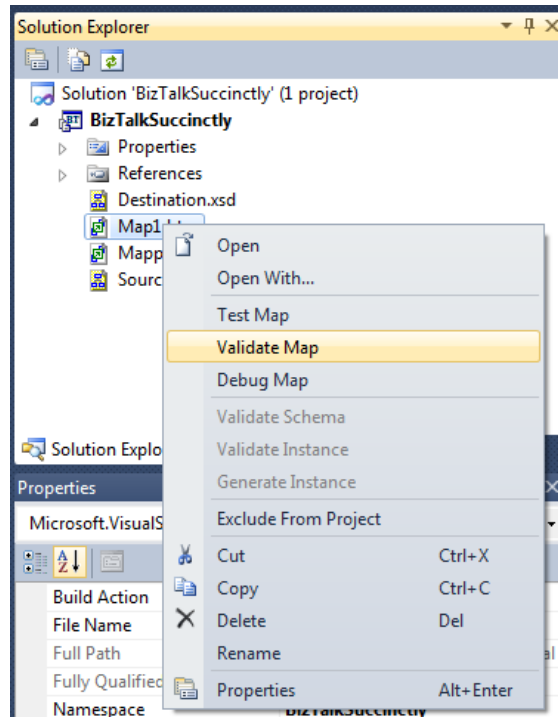 Solution Explorer
Solution 'BizTalkSuccinctly' (1 project)
BizTalkSuccinctly
Properties
References
Destination.xsd
Map1
Mapp
Sourc
Open
Open With...
Test Map
Validate Map
Debug Map
Validate Schema
Validate Instance
Generate Instance
Exclude From Project
Cut Ctrl+X
Copy Ctrl+C
Delete Del
Rename
Properties Alt+Enter
Solution Explo
Properties
Microsoft.VisualS
Build Action
File Name
Full Path al
Fully Qualified
Namespace BizTalkSuccinctly